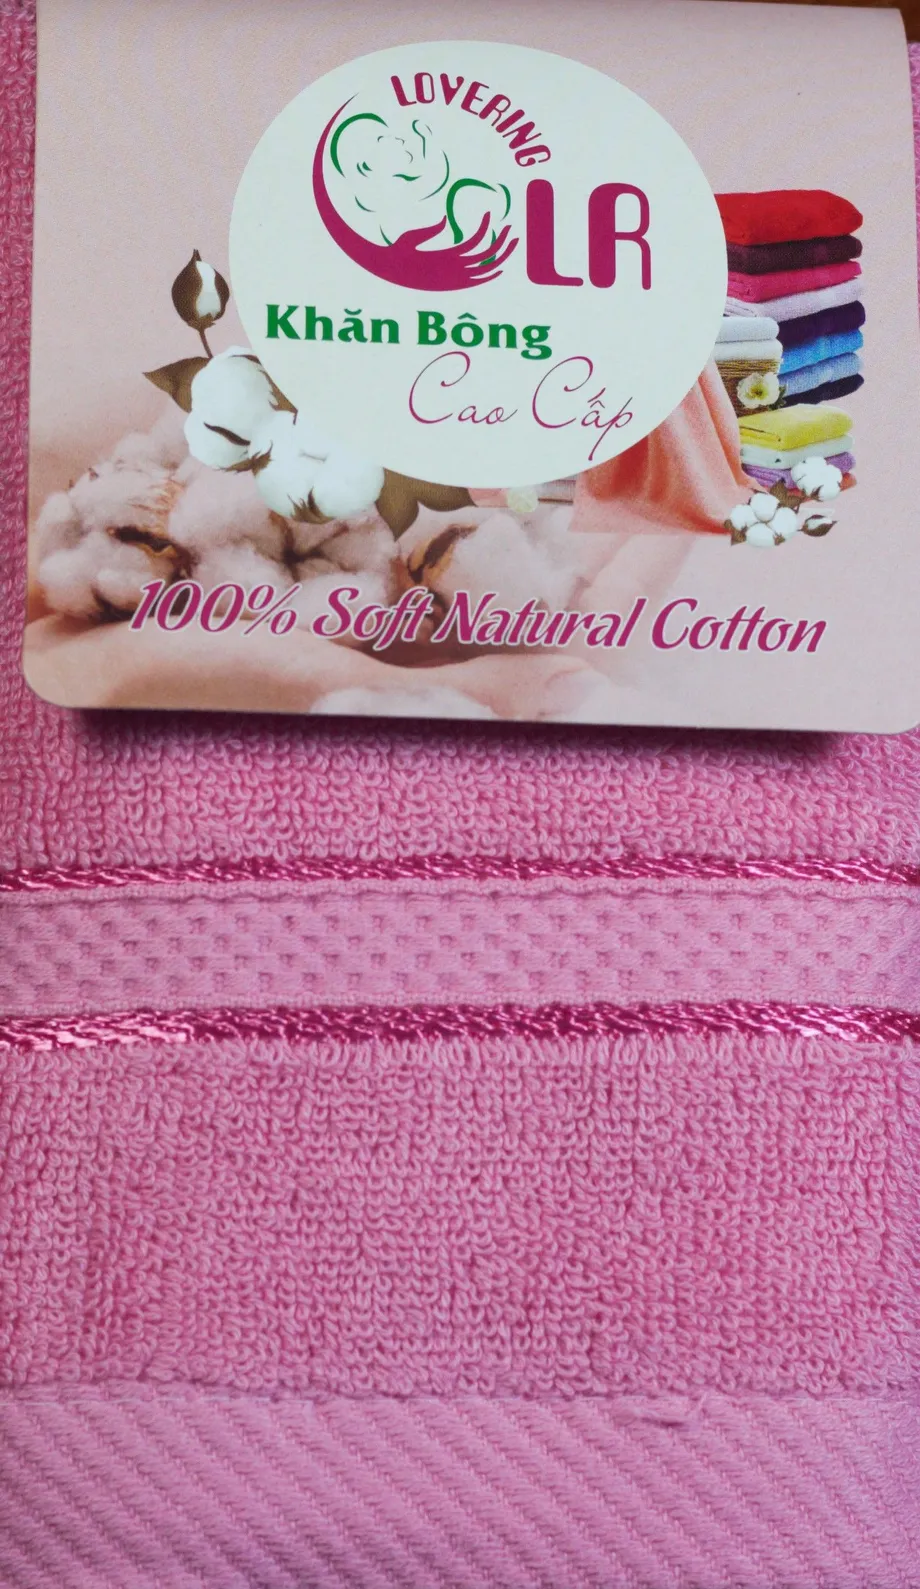 LOVERING
LR
Khăn Bông
Cao Cấp
100% Soft Natural Cotton